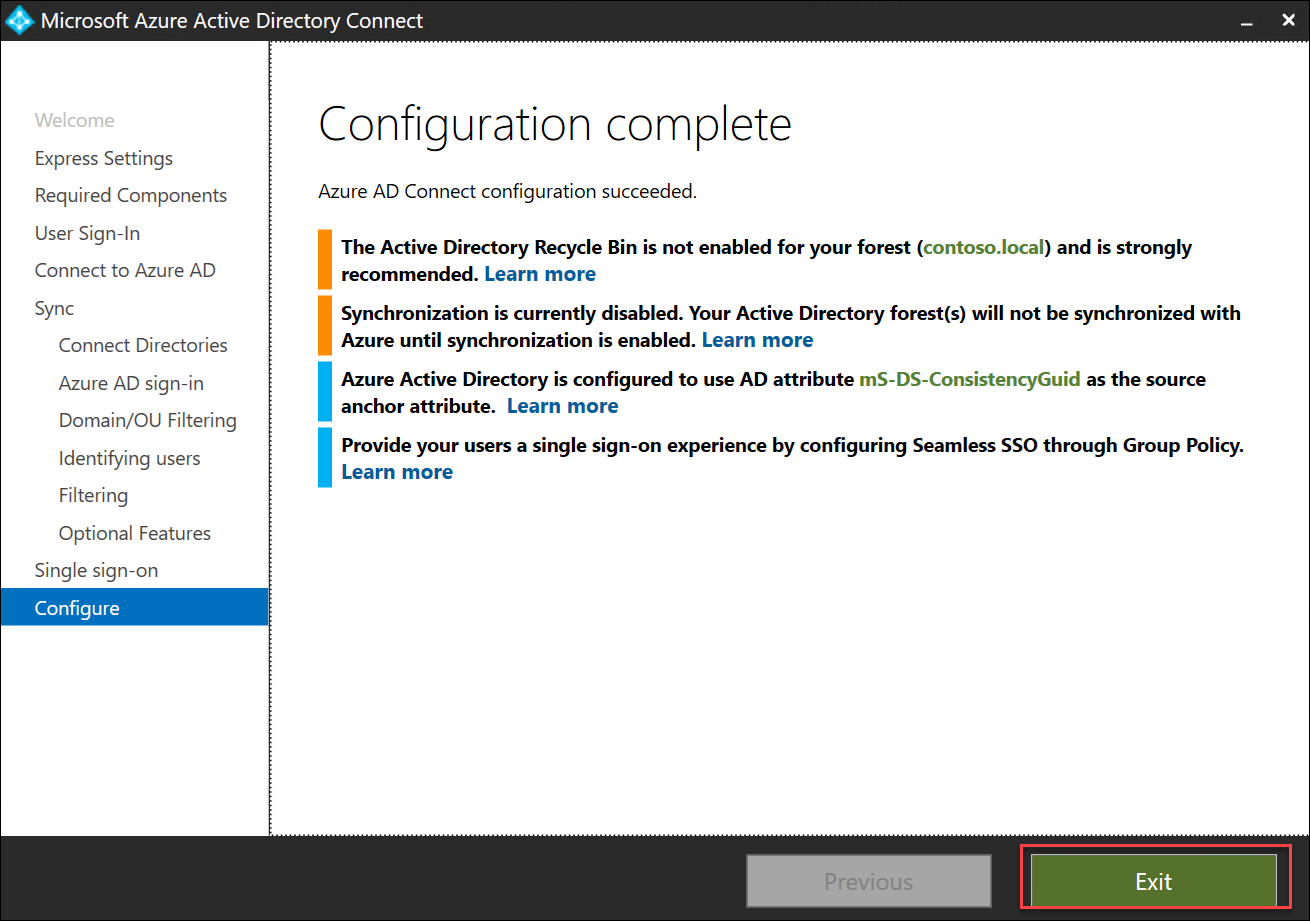 Microsoft Azure Active Directory Connect
Welcome
Express Settings
Required Components
User Sign-In
Connect to Azure AD
Sync
Connect Directories
Azure AD sign-in
Domain/OU Filtering
Identifying users
Filtering
Optional Features
Single sign-on
Configure
Configuration complete
Azure AD Connect configuration succeeded.
The Active Directory Recycle Bin is not enabled for your forest (contoso.local) and is strongly
recommended. Learn more
Synchronization is currently disabled. Your Active Directory forest(s) will not be synchronized with
Azure until synchronization is enabled. Learn more
Azure Active Directory is configured to use AD attribute mS-DS-ConsistencyGuid as the source
anchor attribute. Learn more
Provide your users a single sign-on experience by configuring Seamless SSO through Group Policy.
Learn more
Previous
Exit